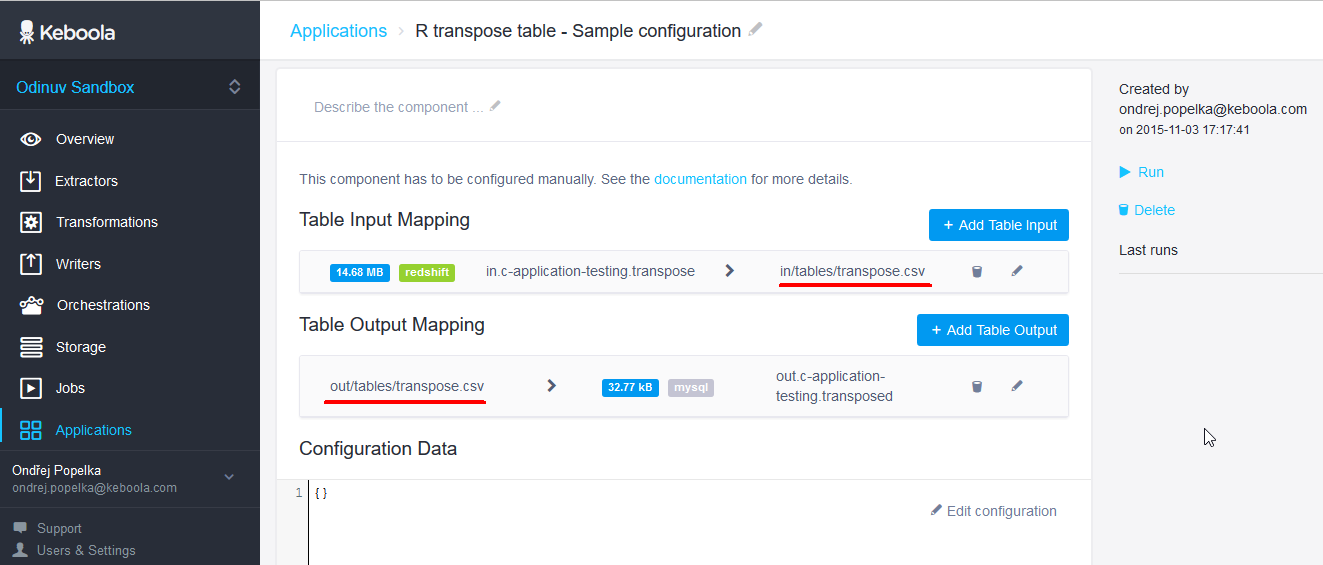 Keboola
Applications > R transpose table - Sample configuration
Odinuv Sandbox
Overview
Extractors
Transformations
Writers
Orchestrations
Storage
Jobs
Applications
Ondřej Popelka
ondrej.popelka@keboola.com
Support
Users & Settings
Describe the component ...
This component has to be configured manually. See the documentation for more details.
Table Input Mapping
+ Add Table Input
14.68 MB redshift in.c-application-testing.transpose > in/tables/transpose.csv
Table Output Mapping
+ Add Table Output
out/tables/transpose.csv > 32.77 kB mysql out.c-application-
testing.transposed
Configuration Data
1 {}
Edit configuration
Created by
ondrej.popelka@keboola.com
on 2015-11-03 17:17:41
Run
Delete
Last runs